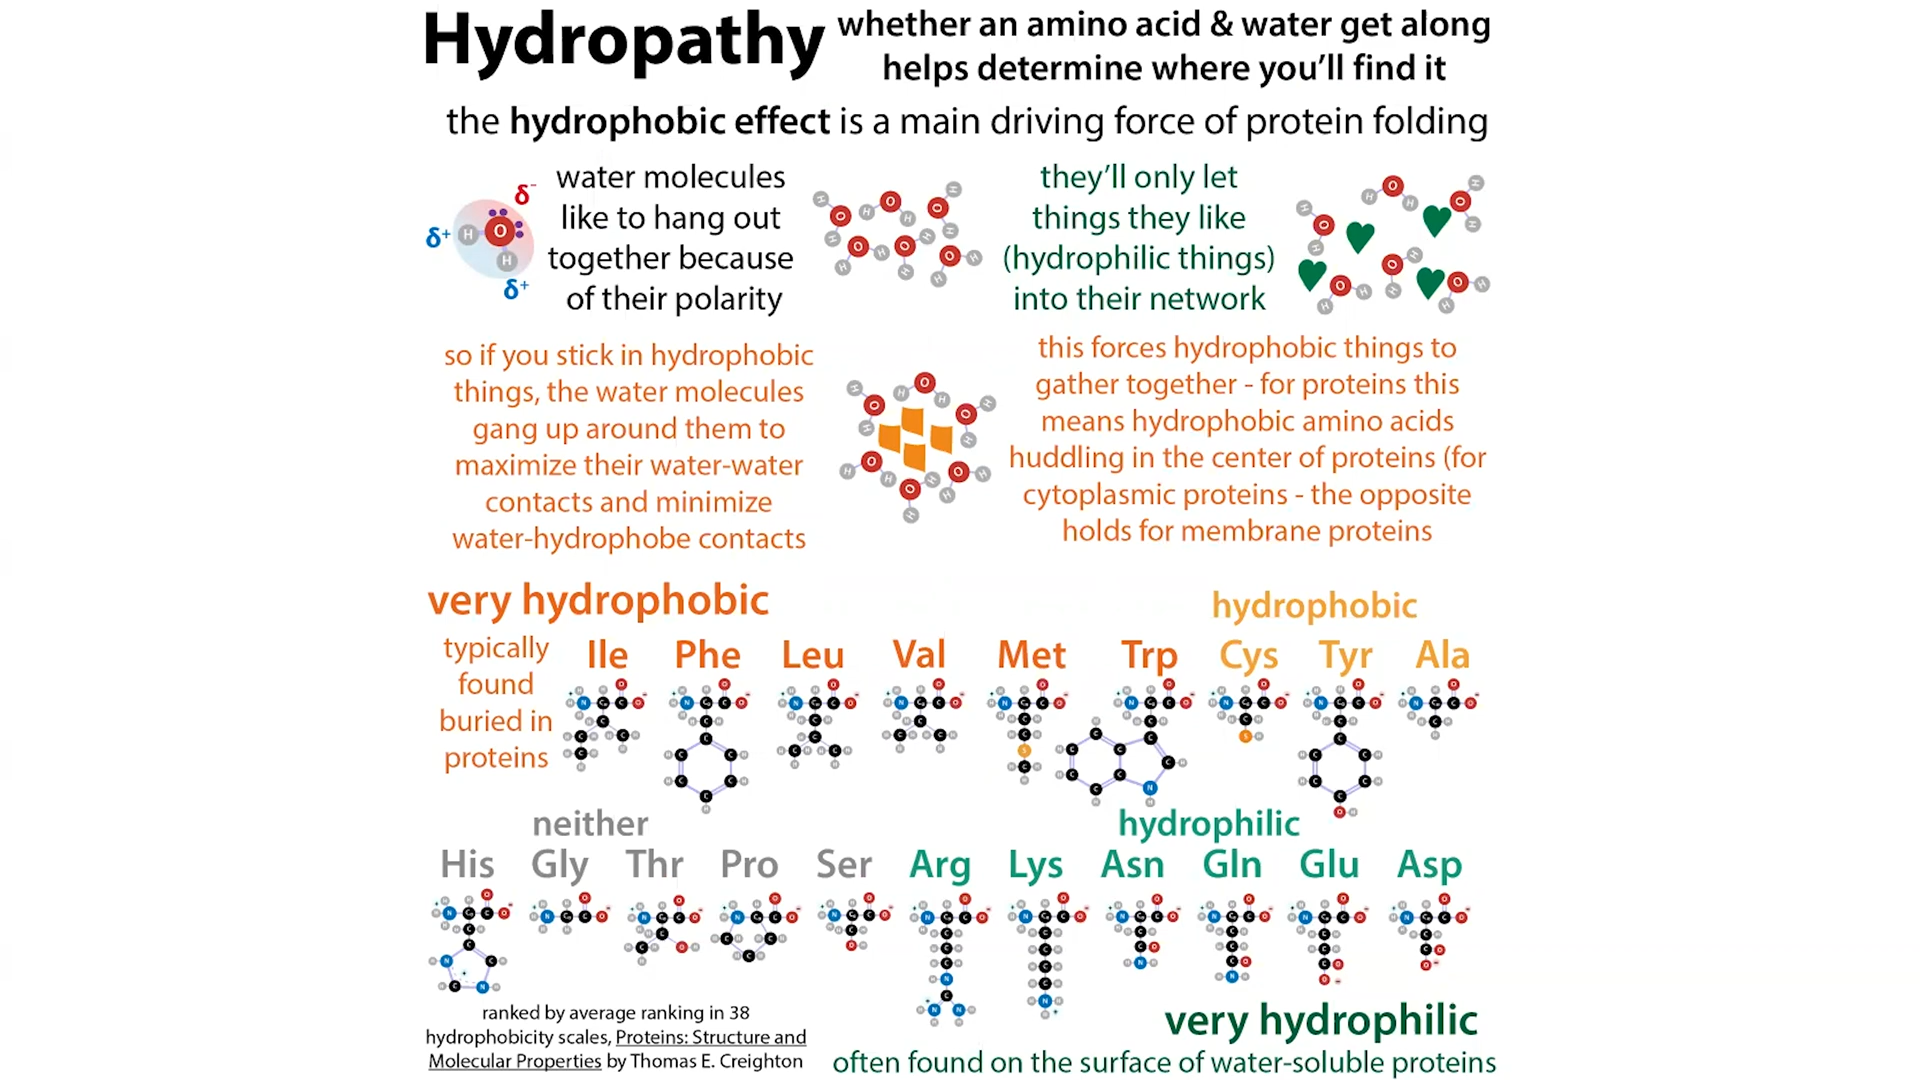 Hydropathy
whether an amino acid & water get along
helps determine where you'll find it
the hydrophobic effect is a main driving force of protein folding
water molecules
like to hang out
together because
of their polarity
they'll only let
things they like
(hydrophilic things)
into their network
δ⁻
δ⁺
H
O
H
δ⁺
so if you stick in hydrophobic
things, the water molecules
gang up around them to
maximize their water-water
contacts and minimize
water-hydrophobe contacts
this forces hydrophobic things to
gather together - for proteins this
means hydrophobic amino acids
huddling in the center of proteins (for
cytoplasmic proteins - the opposite
holds for membrane proteins
very hydrophobic
hydrophobic
typically
found
buried in
proteins
Ile Phe Leu Val Met Trp Cys Tyr Ala
neither
hydrophilic
His Gly Thr Pro Ser Arg Lys Asn Gln Glu Asp
ranked by average ranking in 38
hydrophobicity scales, Proteins: Structure and
Molecular Properties by Thomas E. Creighton
very hydrophilic
often found on the surface of water-soluble proteins